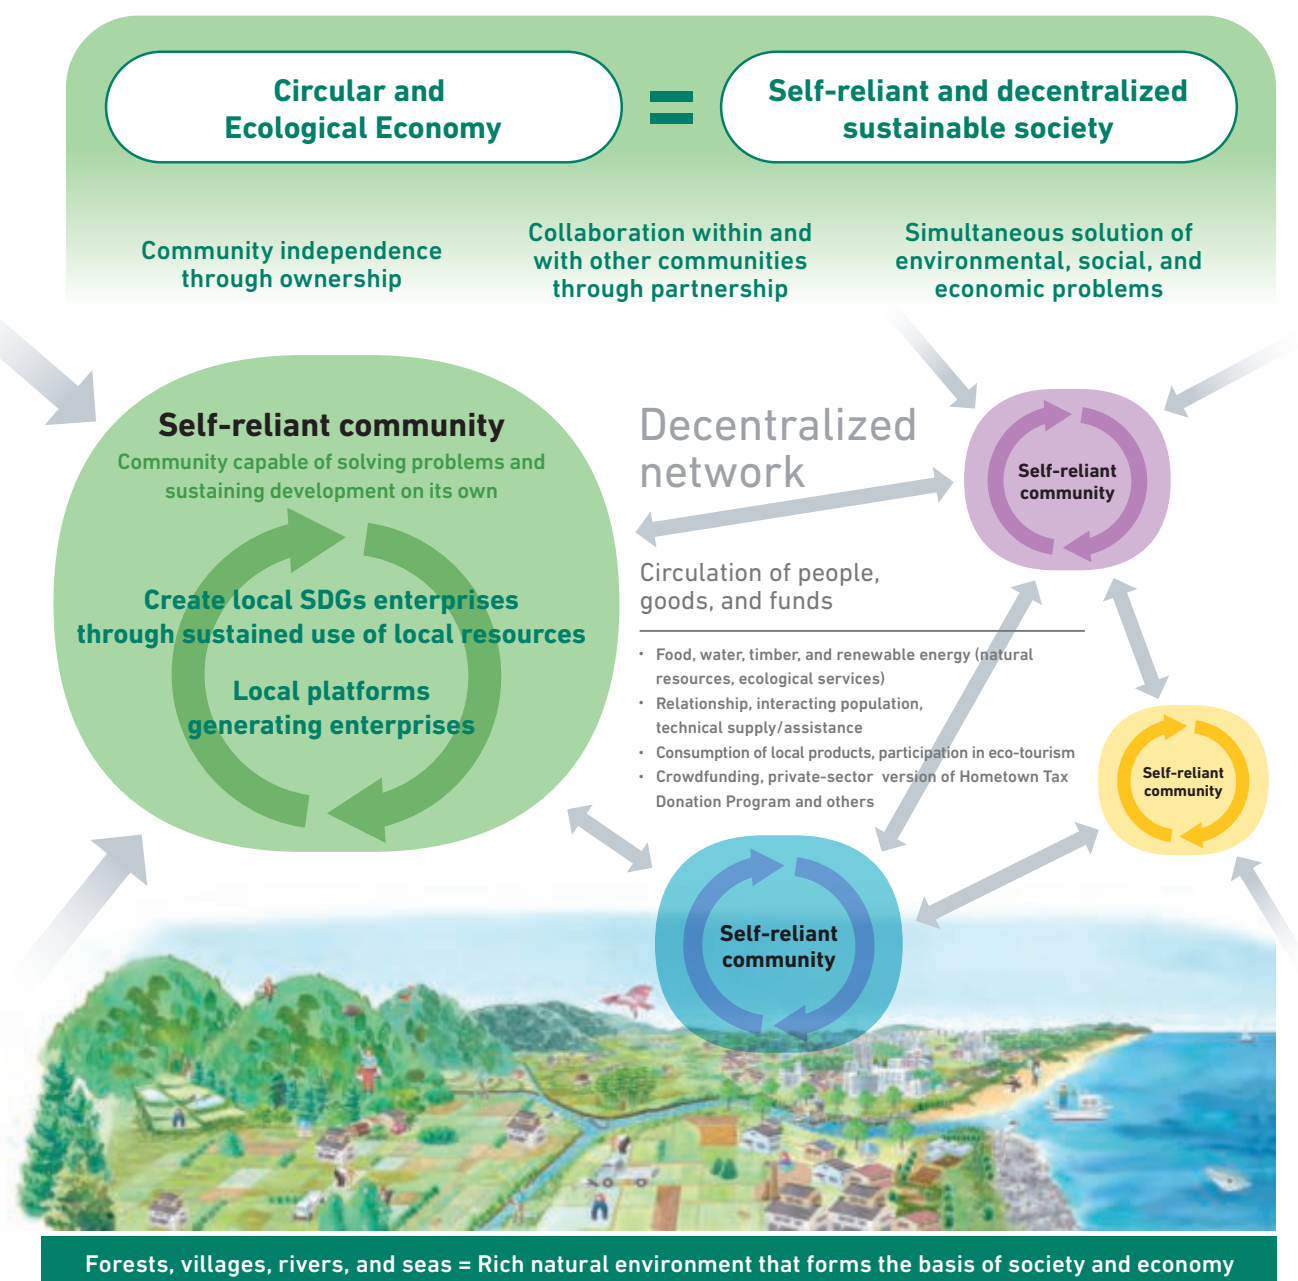 Circular and
Ecological Economy
=
Self-reliant and decentralized
sustainable society
Community independence
through ownership
Collaboration within and
with other communities
through partnership
Simultaneous solution of
environmental, social, and
economic problems
Self-reliant community
Community capable of solving problems and
sustaining development on its own
Create local SDGs enterprises
through sustained use of local resources
Local platforms
generating enterprises
Decentralized
network
Circulation of people,
goods, and funds
• Food, water, timber, and renewable energy (natural
resources, ecological services)
• Relationship, interacting population,
technical supply/assistance
• Consumption of local products, participation in eco-tourism
• Crowdfunding, private-sector version of Hometown Tax
Donation Program and others
Self-reliant
community
Self-reliant
community
Self-reliant
community
Forests, villages, rivers, and seas = Rich natural environment that forms the basis of society and economy